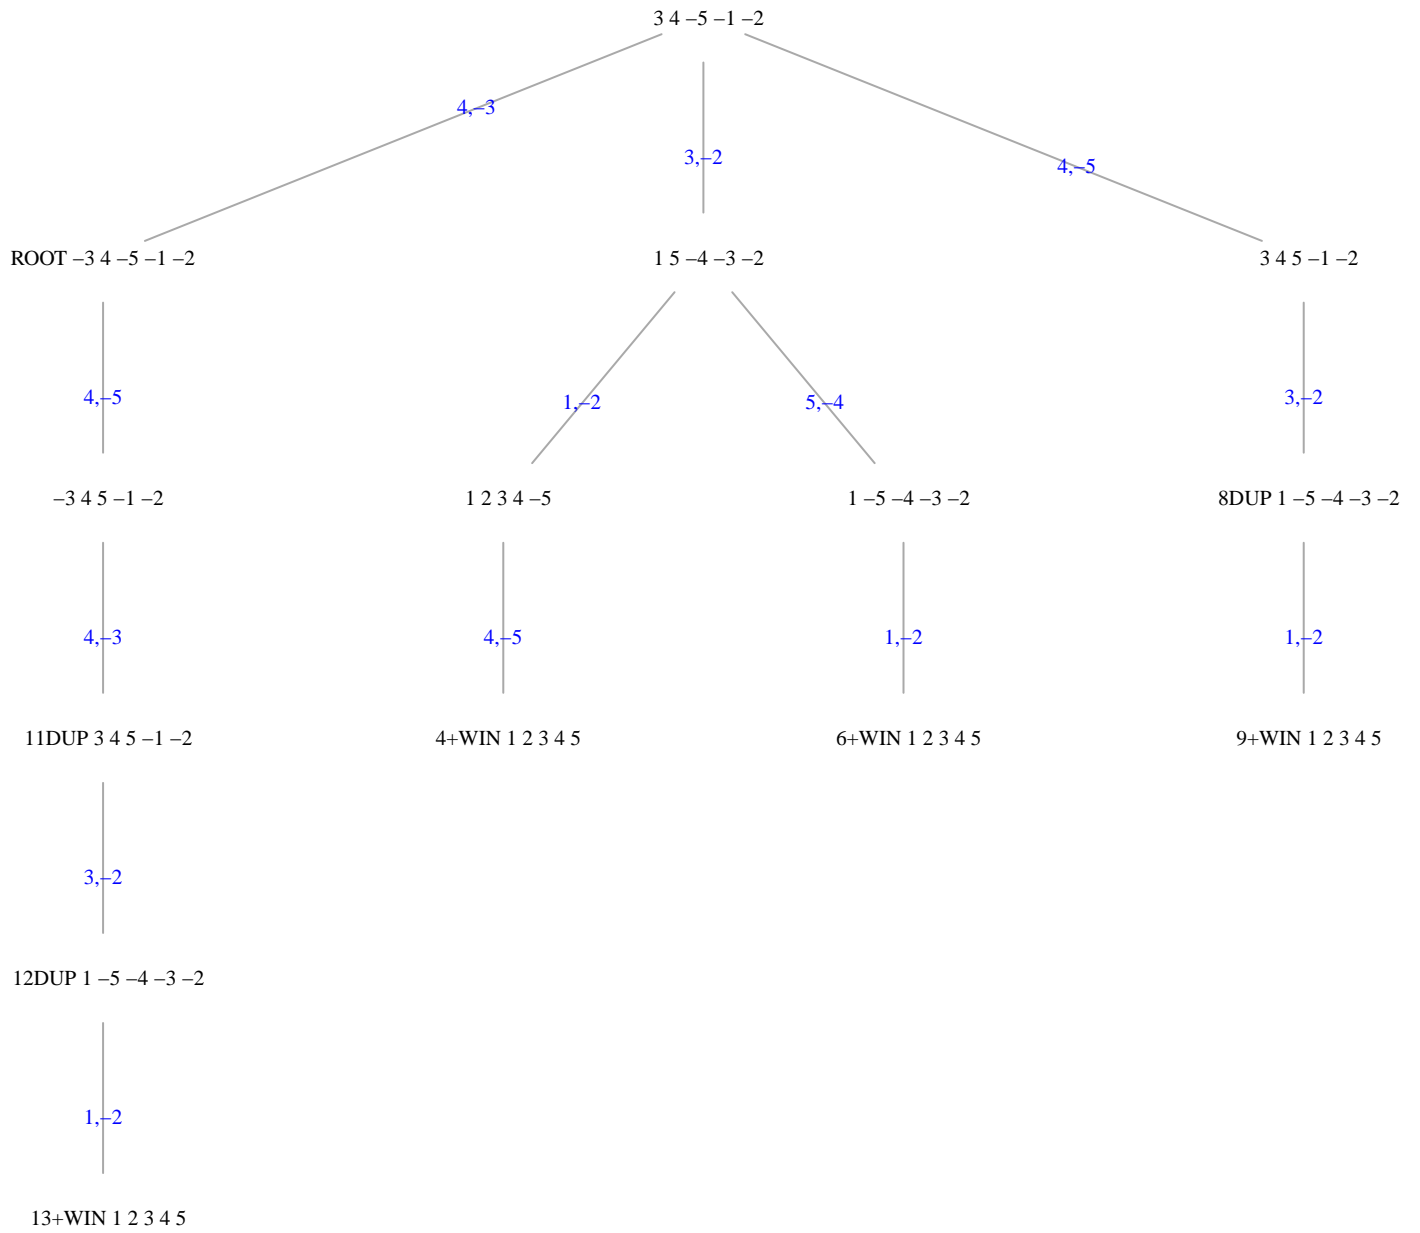 3 4 –5 –1 –2
4,–3
3,–2
4,–5
ROOT –3 4 –5 –1 –2
1 5 –4 –3 –2
3 4 5 –1 –2
4,–5
1,–2
5,–4
3,–2
–3 4 5 –1 –2
1 2 3 4 –5
1 –5 –4 –3 –2
8DUP 1 –5 –4 –3 –2
4,–3
4,–5
1,–2
1,–2
11DUP 3 4 5 –1 –2
4+WIN 1 2 3 4 5
6+WIN 1 2 3 4 5
9+WIN 1 2 3 4 5
3,–2
12DUP 1 –5 –4 –3 –2
1,–2
13+WIN 1 2 3 4 5